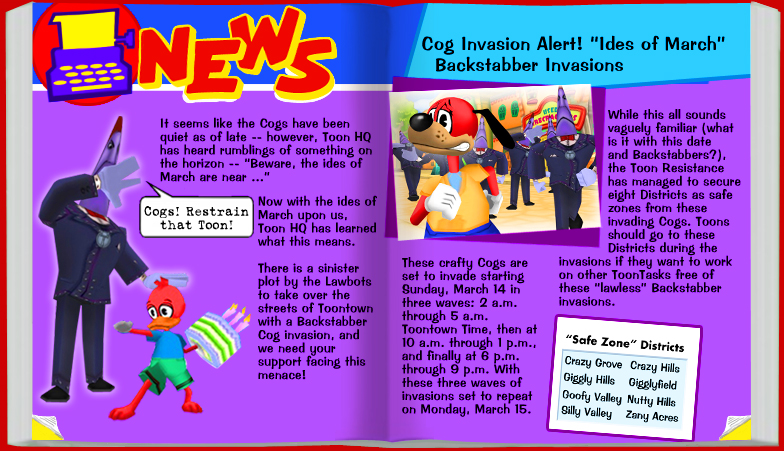 NEWS
It seems like the Cogs have been
quiet as of late -- however, Toon HQ
has heard rumblings of something on
the horizon -- "Beware, the ides of
March are near ..."
Cogs! Restrain
that Toon!
Now with the ides of
March upon us,
Toon HQ has learned
what this means.
There is a sinister
plot by the Lawbots
to take over the
streets of Toontown
with a Backstabber
Cog invasion, and
we need your
support facing this
menace!
Cog Invasion Alert! "Ides of March"
Backstabber Invasions
These crafty Cogs are
set to invade starting
Sunday, March 14 in
three waves: 2 a.m.
through 5 a.m.
Toontown Time, then at
10 a.m. through 1 p.m.,
and finally at 6 p.m.
through 9 p.m. With
these three waves of
invasions set to repeat
on Monday, March 15.
While this all sounds
vaguely familiar (what
is it with this date
and Backstabbers?),
the Toon Resistance
has managed to secure
eight Districts as safe
zones from these
invading Cogs. Toons
should go to these
Districts during the
invasions if they want to work
on other ToonTasks free of
these "lawless" Backstabber
invasions.
"Safe Zone" Districts
Crazy Grove Crazy Hills
Giggly Hills Gigglyfield
Goofy Valley Nutty Hills
Silly Valley Zany Acres